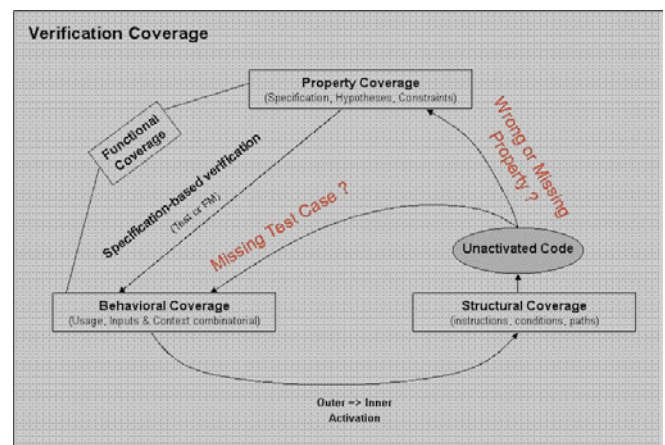 Verification Coverage
Property Coverage
(Specification, Hypotheses, Constraints)
Functional
Coverage
Specification-based verification
(Test or FM)
Missing Test Case ?
Wrong or Missing
Property ?
Unactivated Code
Behavioral Coverage
(Usage, Inputs & Context combinatorial)
Structural Coverage
(instructions, conditions, paths)
Outer => Inner
Activation